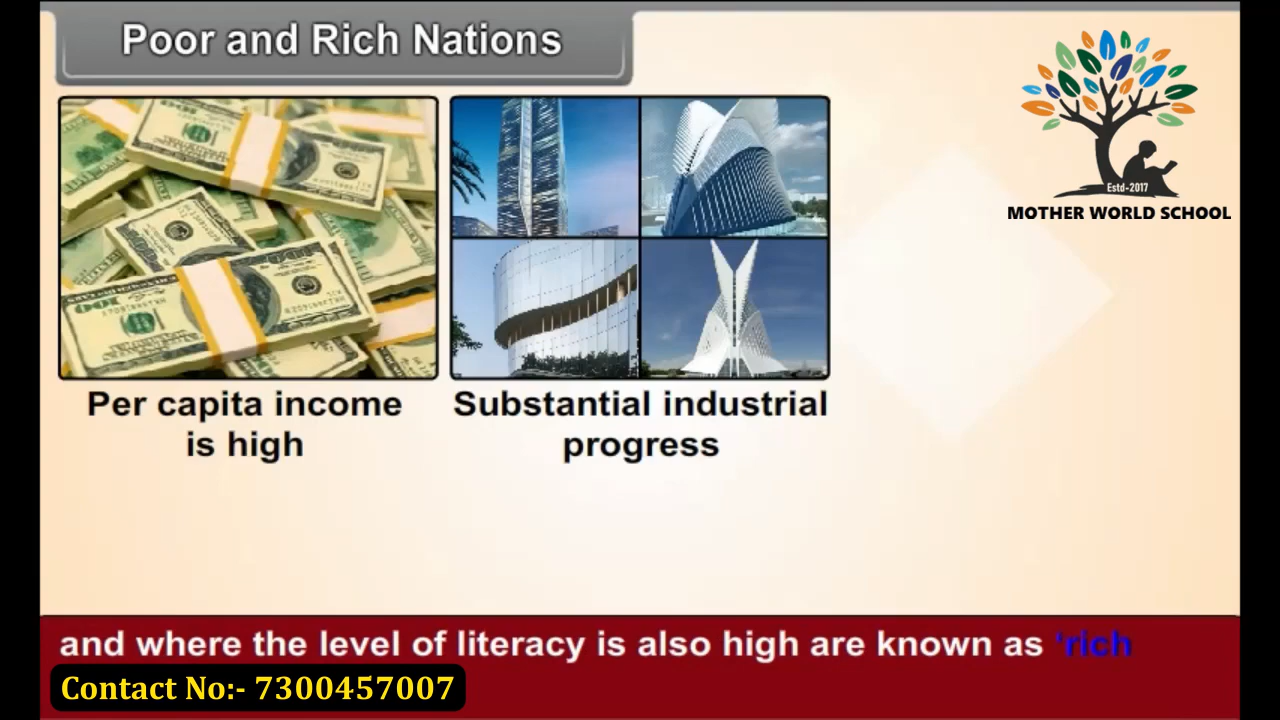 Poor and Rich Nations
Estd-2017
MOTHER WORLD SCHOOL
Per capita income
is high
Substantial industrial
progress
and where the level of literacy is also high are known as ‘rich
Contact No:- 7300457007